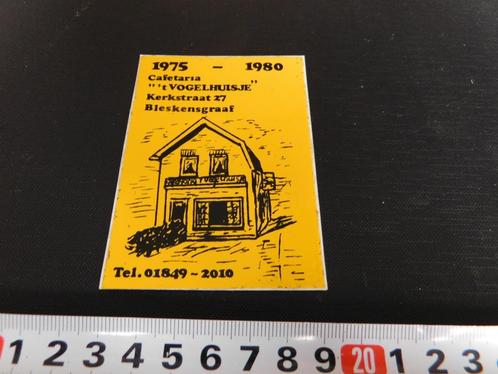 1975 - 1980
Cafetaria
"'t VOGELHUISJE"
Kerkstraat 27
Bleskensgraaf
Tel. 01849 ~ 2010
1 1 2 3 4 5 6 7 8 9 20 1 2 3